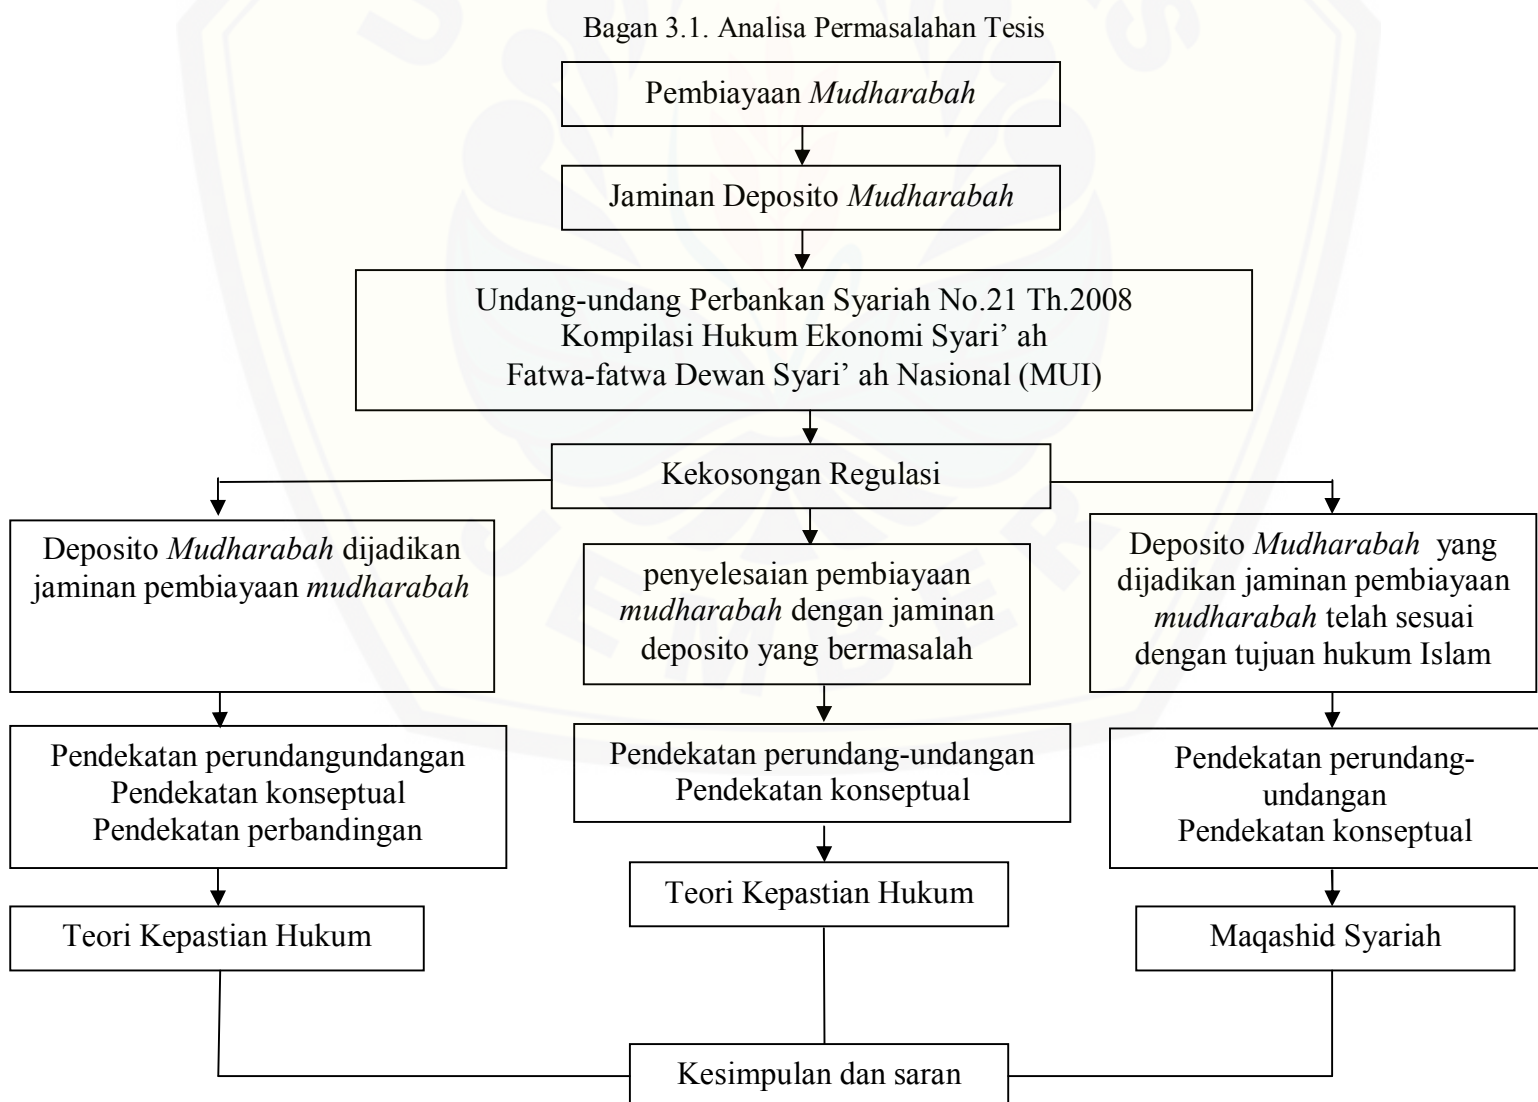 Bagan 3.1. Analisa Permasalahan Tesis
Pembiayaan Mudharabah
Jaminan Deposito Mudharabah
Undang-undang Perbankan Syariah No.21 Th.2008
Kompilasi Hukum Ekonomi Syari’ ah
Fatwa-fatwa Dewan Syari’ ah Nasional (MUI)
Kekosongan Regulasi
Deposito Mudharabah dijadikan
jaminan pembiayaan mudharabah
penyelesaian pembiayaan
mudharabah dengan jaminan
deposito yang bermasalah
Deposito Mudharabah yang
dijadikan jaminan pembiayaan
mudharabah telah sesuai
dengan tujuan hukum Islam
Pendekatan perundangundangan
Pendekatan konseptual
Pendekatan perbandingan
Pendekatan perundang-undangan
Pendekatan konseptual
Pendekatan perundang-
undangan
Pendekatan konseptual
Teori Kepastian Hukum
Teori Kepastian Hukum
Maqashid Syariah
Kesimpulan dan saran
JEMBER